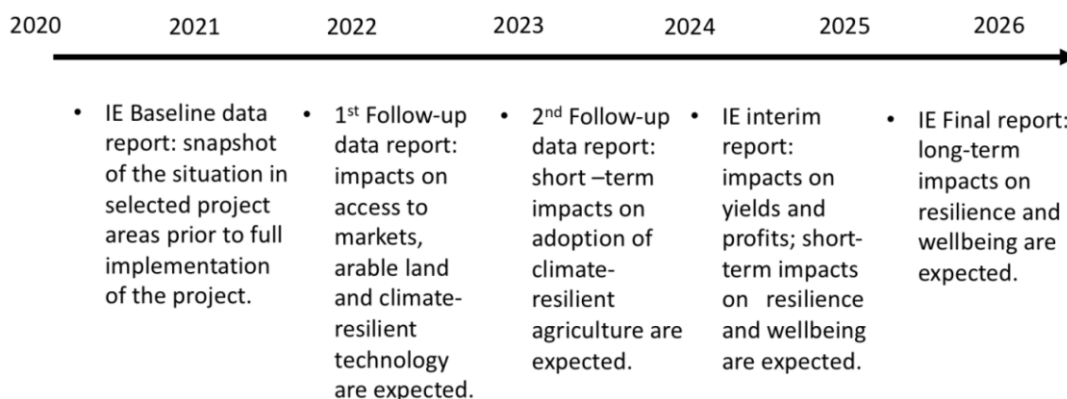 2020 2021 2022 2023 2024 2025 2026
• IE Baseline data
report: snapshot
of the situation in
selected project
areas prior to full
implementation
of the project.
• 1st Follow-up
data report:
impacts on
access to
markets,
arable land
and climate-
resilient
technology
are expected.
• 2nd Follow-up
data report:
short –term
impacts on
adoption of
climate-
resilient
agriculture are
expected.
• IE interim
report:
impacts on
yields and
profits; short-
term impacts
on resilience
and wellbeing
are expected.
• IE Final report:
long-term
impacts on
resilience and
wellbeing are
expected.